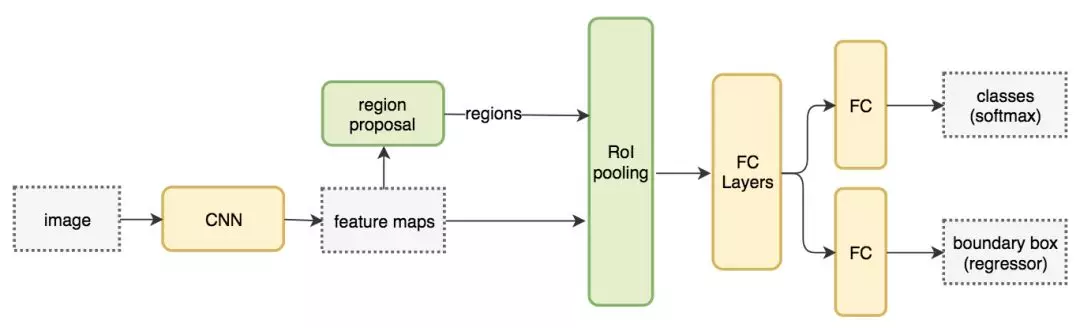 image
CNN
region
proposal
regions
feature maps
RoI
pooling
FC
Layers
FC
classes
(softmax)
FC
boundary box
(regressor)